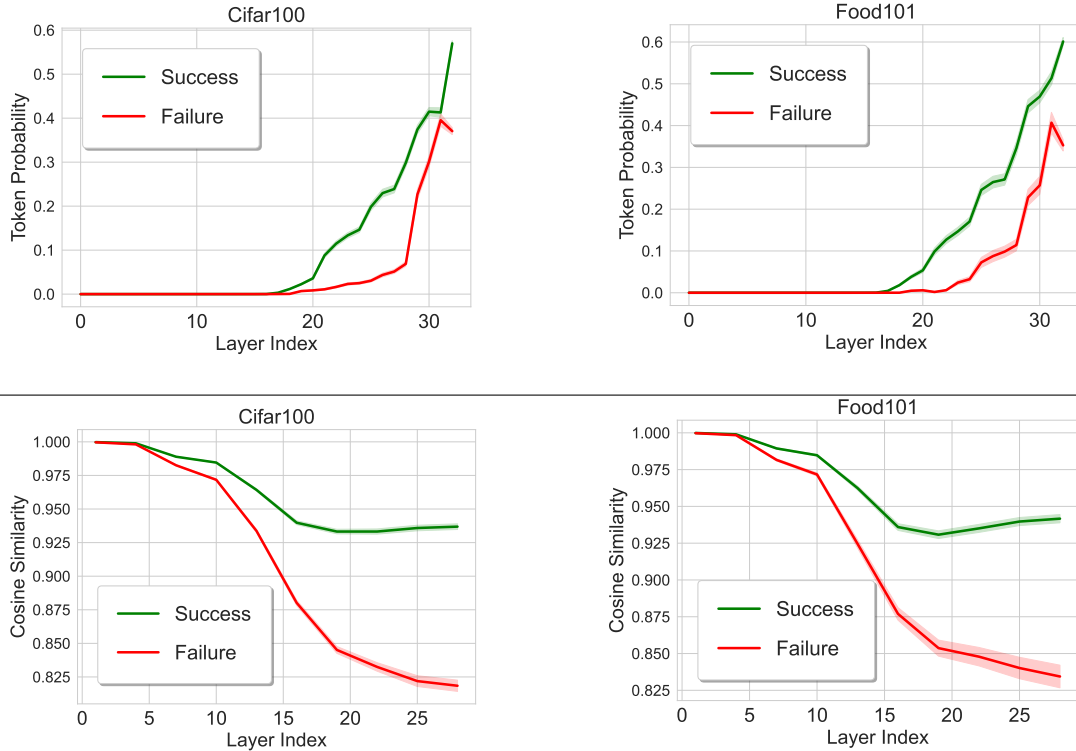 Cifar100
0.6
0.5
0.4
0.3
0.2
0.1
0.0
Token Probability
Success
Failure
0 10 20 30
Layer Index
Food101
0.6
0.5
0.4
0.3
0.2
0.1
0.0
Token Probability
Success
Failure
0 10 20 30
Layer Index
Cifar100
1.000
0.975
0.950
0.925
0.900
0.875
0.850
0.825
Cosine Similarity
Success
Failure
0 5 10 15 20 25
Layer Index
Food101
1.000
0.975
0.950
0.925
0.900
0.875
0.850
0.825
Cosine Similarity
Success
Failure
0 5 10 15 20 25
Layer Index